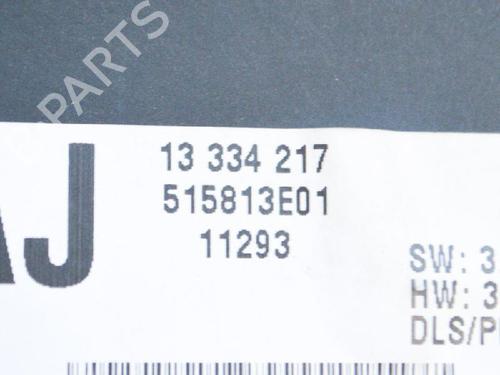 PARTS
AJ
13 334 217
515813E01
11293
SW: 3
HW: 3
DLS/P